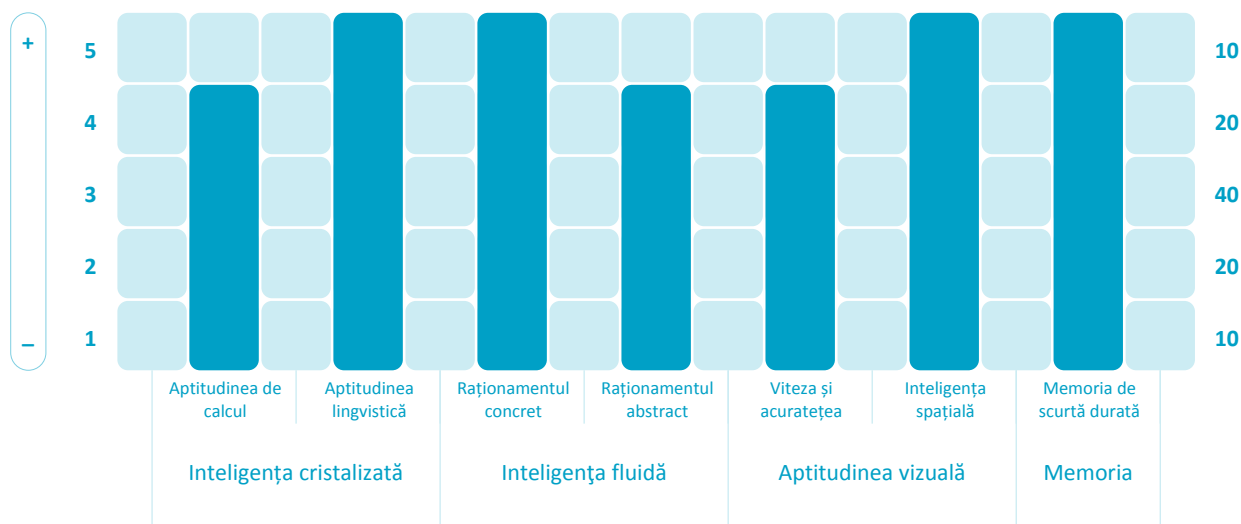 +
5
10
4
20
3
40
2
20
–
1
10
Aptitudinea de
calcul
Aptitudinea
lingvistică
Raționamentul
concret
Raționamentul
abstract
Viteza și
acuratețea
Inteligența
spațială
Memoria de
scurtă durată
Inteligența cristalizată
Inteligenţa fluidă
Aptitudinea vizuală
Memoria